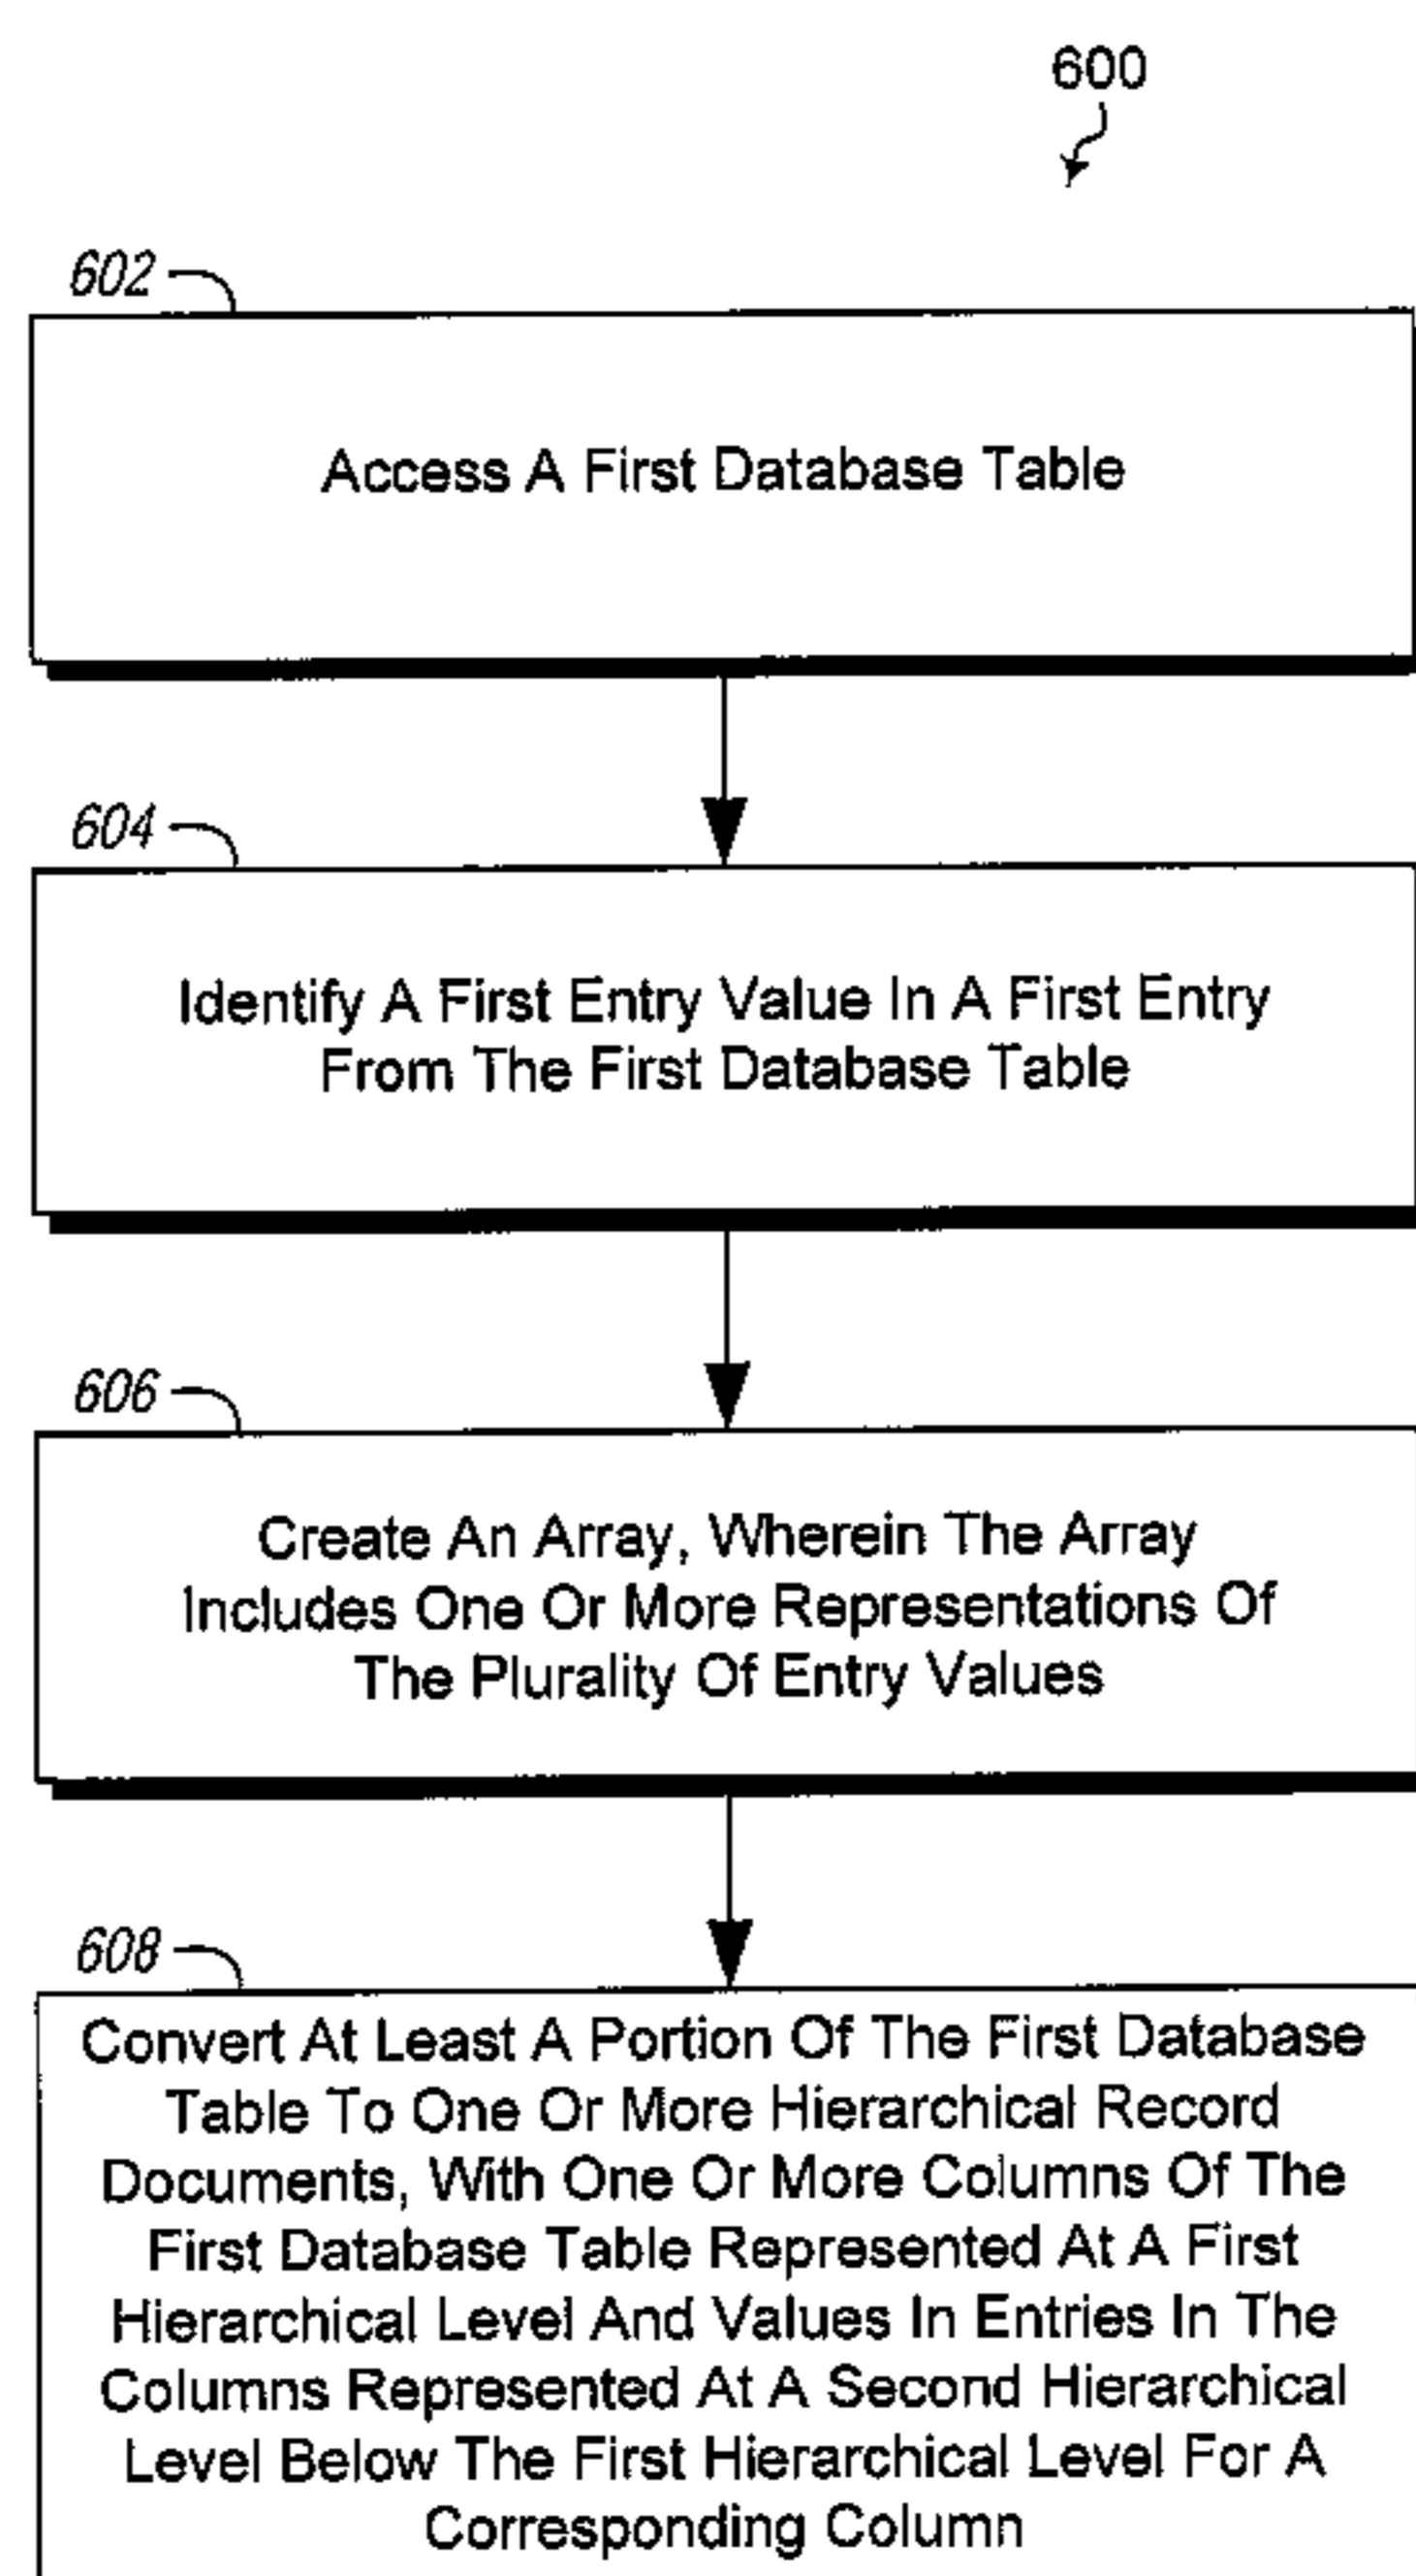 600
602
Access A First Database Table
604
Identify A First Entry Value In A First Entry
From The First Database Table
606
Create An Array, Wherein The Array
Includes One Or More Representations Of
The Plurality Of Entry Values
608
Convert At Least A Portion Of The First Database
Table To One Or More Hierarchical Record
Documents, With One Or More Columns Of The
First Database Table Represented At A First
Hierarchical Level And Values In Entries In The
Columns Represented At A Second Hierarchical
Level Below The First Hierarchical Level For A
Corresponding Column